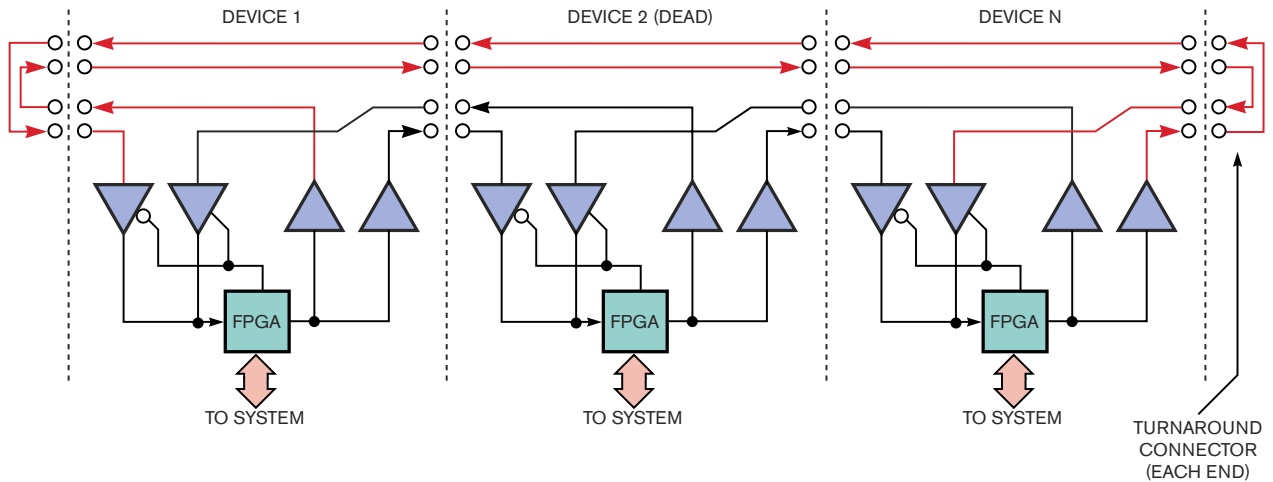 DEVICE 1
DEVICE 2 (DEAD)
DEVICE N
FPGA
FPGA
FPGA
TO SYSTEM
TO SYSTEM
TO SYSTEM
TURNAROUND
CONNECTOR
(EACH END)